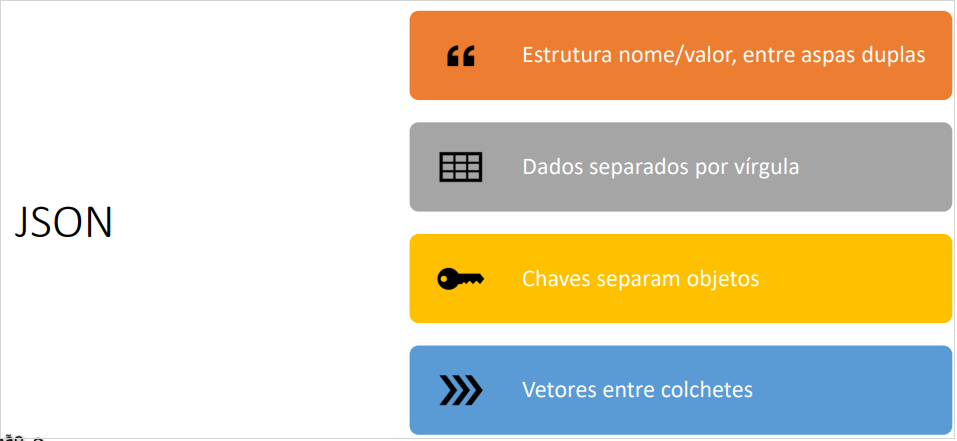 JSON
Estrutura nome/valor, entre aspas duplas
Dados separados por vírgula
Chaves separam objetos
Vetores entre colchetes